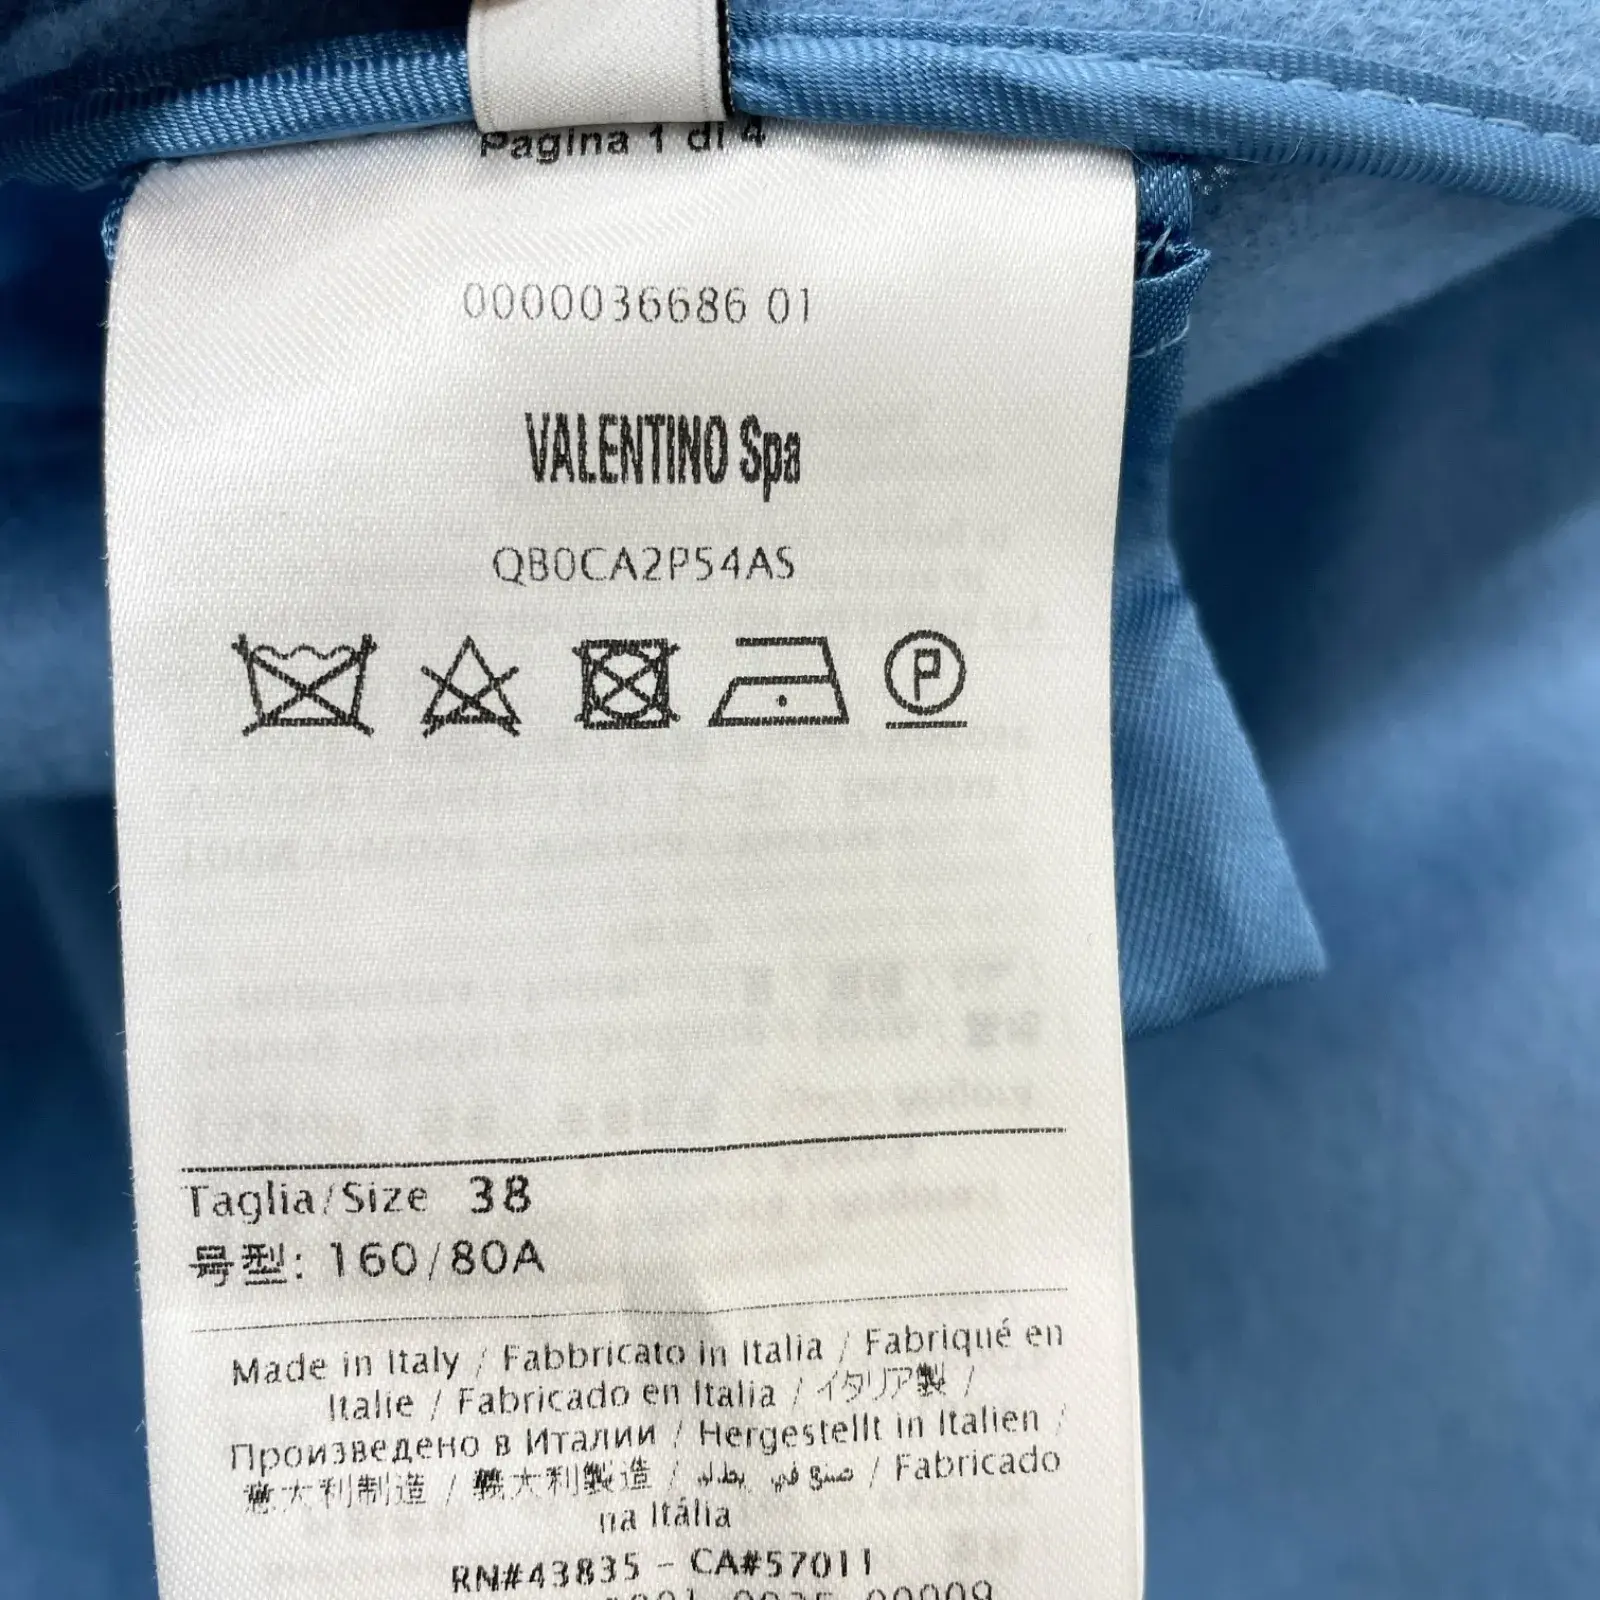 Pagina 1 di 4
0000036686 01
VALENTINO Spa
QB0CA2P54AS
P
Taglia/Size 38
号型: 160/80A
Made in Italy / Fabbricato in Italia / Fabriqué en
Italie / Fabricado en Italia / イタリア製 /
Произведено в Италии / Hergestellt in Italien /
意大利制造 / 義大利製造 / صنع في إيطاليا / Fabricado
na Itália
RN#43835 - CA#57011